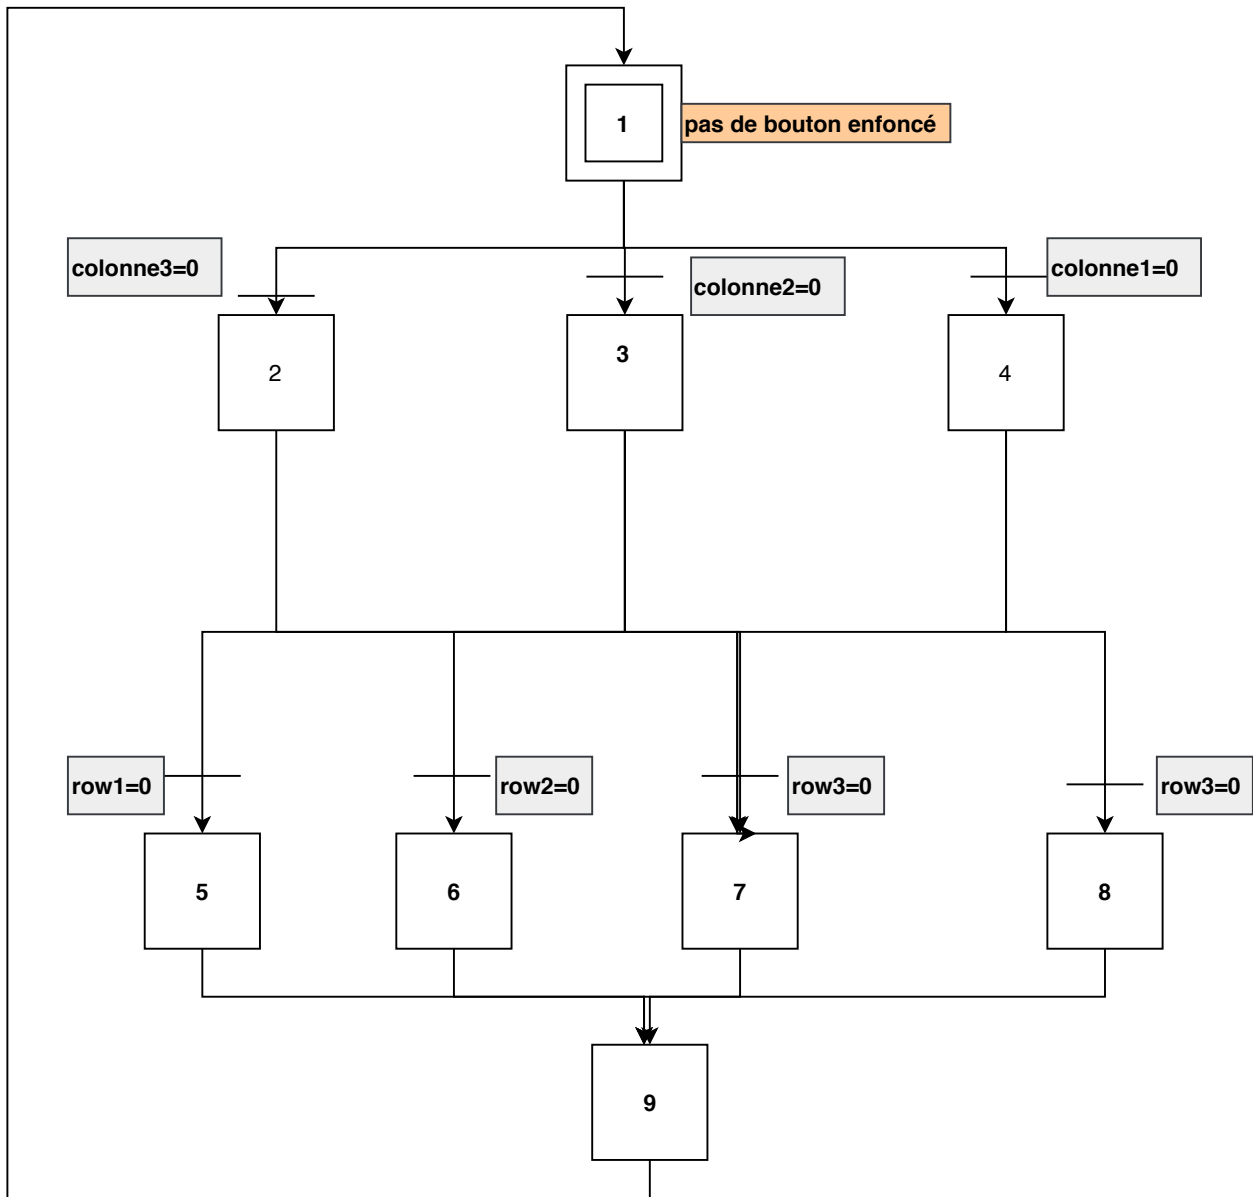 1
pas de bouton enfoncé
colonne3=0
colonne2=0
colonne1=0
2
3
4
row1=0
row2=0
row3=0
row3=0
5
6
7
8
9